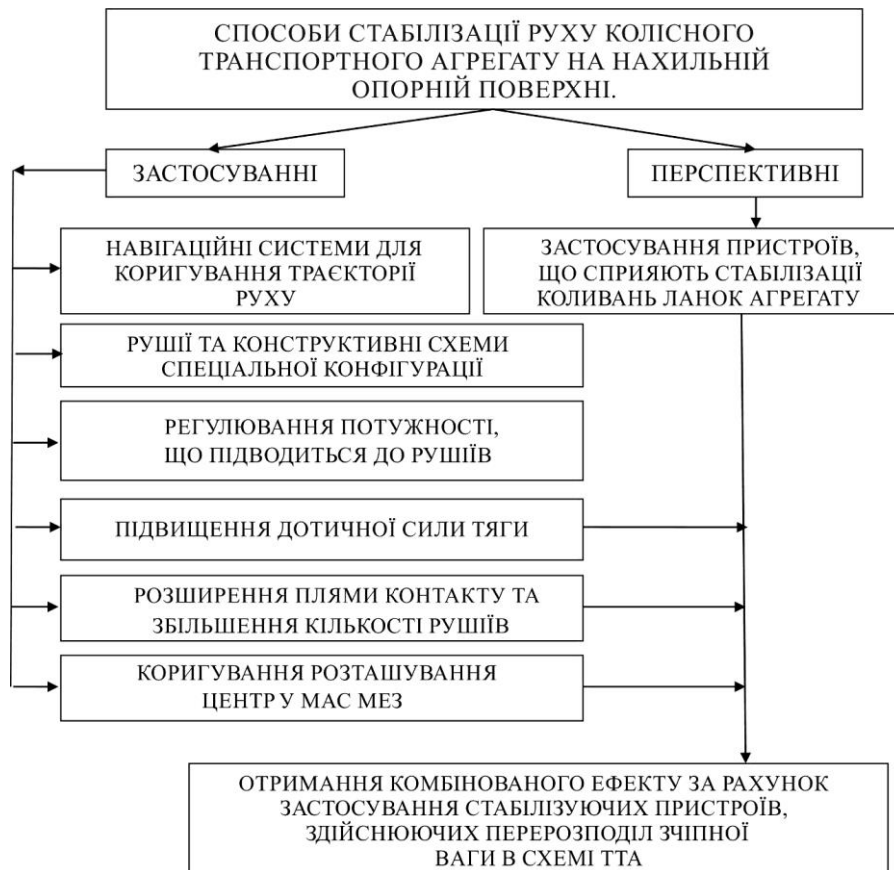 СПОСОБИ СТАБІЛІЗАЦІЇ РУХУ КОЛІСНОГО
ТРАНСПОРТНОГО АГРЕГАТУ НА НАХИЛЬНІЙ
ОПОРНІЙ ПОВЕРХНІ.
ЗАСТОСУВАННІ
ПЕРСПЕКТИВНІ
НАВІГАЦІЙНІ СИСТЕМИ ДЛЯ
КОРИГУВАННЯ ТРАЄКТОРІЇ
РУХУ
ЗАСТОСУВАННЯ ПРИСТРОЇВ,
ЩО СПРИЯЮТЬ СТАБІЛІЗАЦІЇ
КОЛИВАНЬ ЛАНОК АГРЕГАТУ
РУШІЇ ТА КОНСТРУКТИВНІ СХЕМИ
СПЕЦІАЛЬНОЇ КОНФІГУРАЦІЇ
РЕГУЛЮВАННЯ ПОТУЖНОСТІ,
ЩО ПІДВОДИТЬСЯ ДО РУШІЇВ
ПІДВИЩЕННЯ ДОТИЧНОЇ СИЛИ ТЯГИ
РОЗШИРЕННЯ ПЛЯМИ КОНТАКТУ ТА
ЗБІЛЬШЕННЯ КІЛЬКОСТІ РУШІЇВ
КОРИГУВАННЯ РОЗТАШУВАННЯ
ЦЕНТР У МАС МЕЗ
ОТРИМАННЯ КОМБІНОВАНОГО ЕФЕКТУ ЗА РАХУНОК
ЗАСТОСУВАННЯ СТАБІЛІЗУЮЧИХ ПРИСТРОЇВ,
ЗДІЙСНЮЮЧИХ ПЕРЕРОЗПОДІЛ ЗЧІПНОЇ
ВАГИ В СХЕМІ ТТА